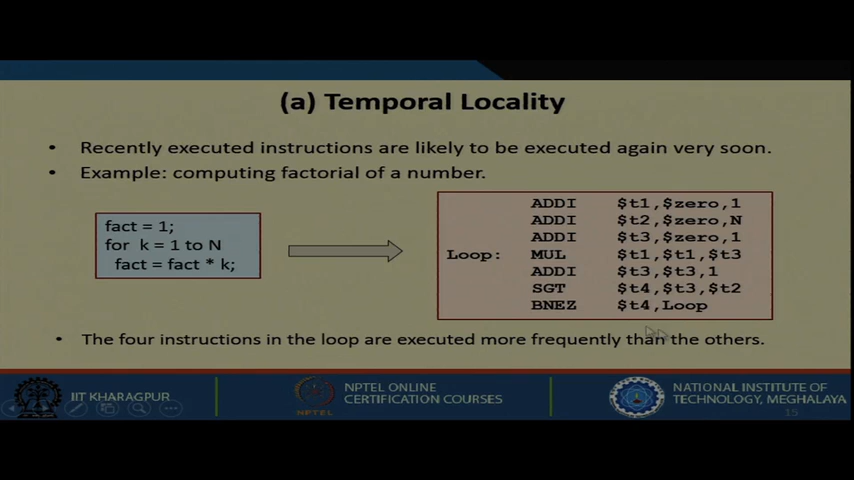 (a) Temporal Locality
• Recently executed instructions are likely to be executed again very soon.
• Example: computing factorial of a number.
fact = 1;
for k = 1 to N
fact = fact * k;
ADDI $t1,$zero,1
ADDI $t2,$zero,N
ADDI $t3,$zero,1
Loop: MUL $t1,$t1,$t3
ADDI $t3,$t3,1
SGT $t4,$t3,$t2
BNEZ $t4,Loop
• The four instructions in the loop are executed more frequently than the others.
IIT KHARAGPUR
NPTEL
NPTEL ONLINE
CERTIFICATION COURSES
NATIONAL INSTITUTE OF
TECHNOLOGY, MEGHALAYA
15